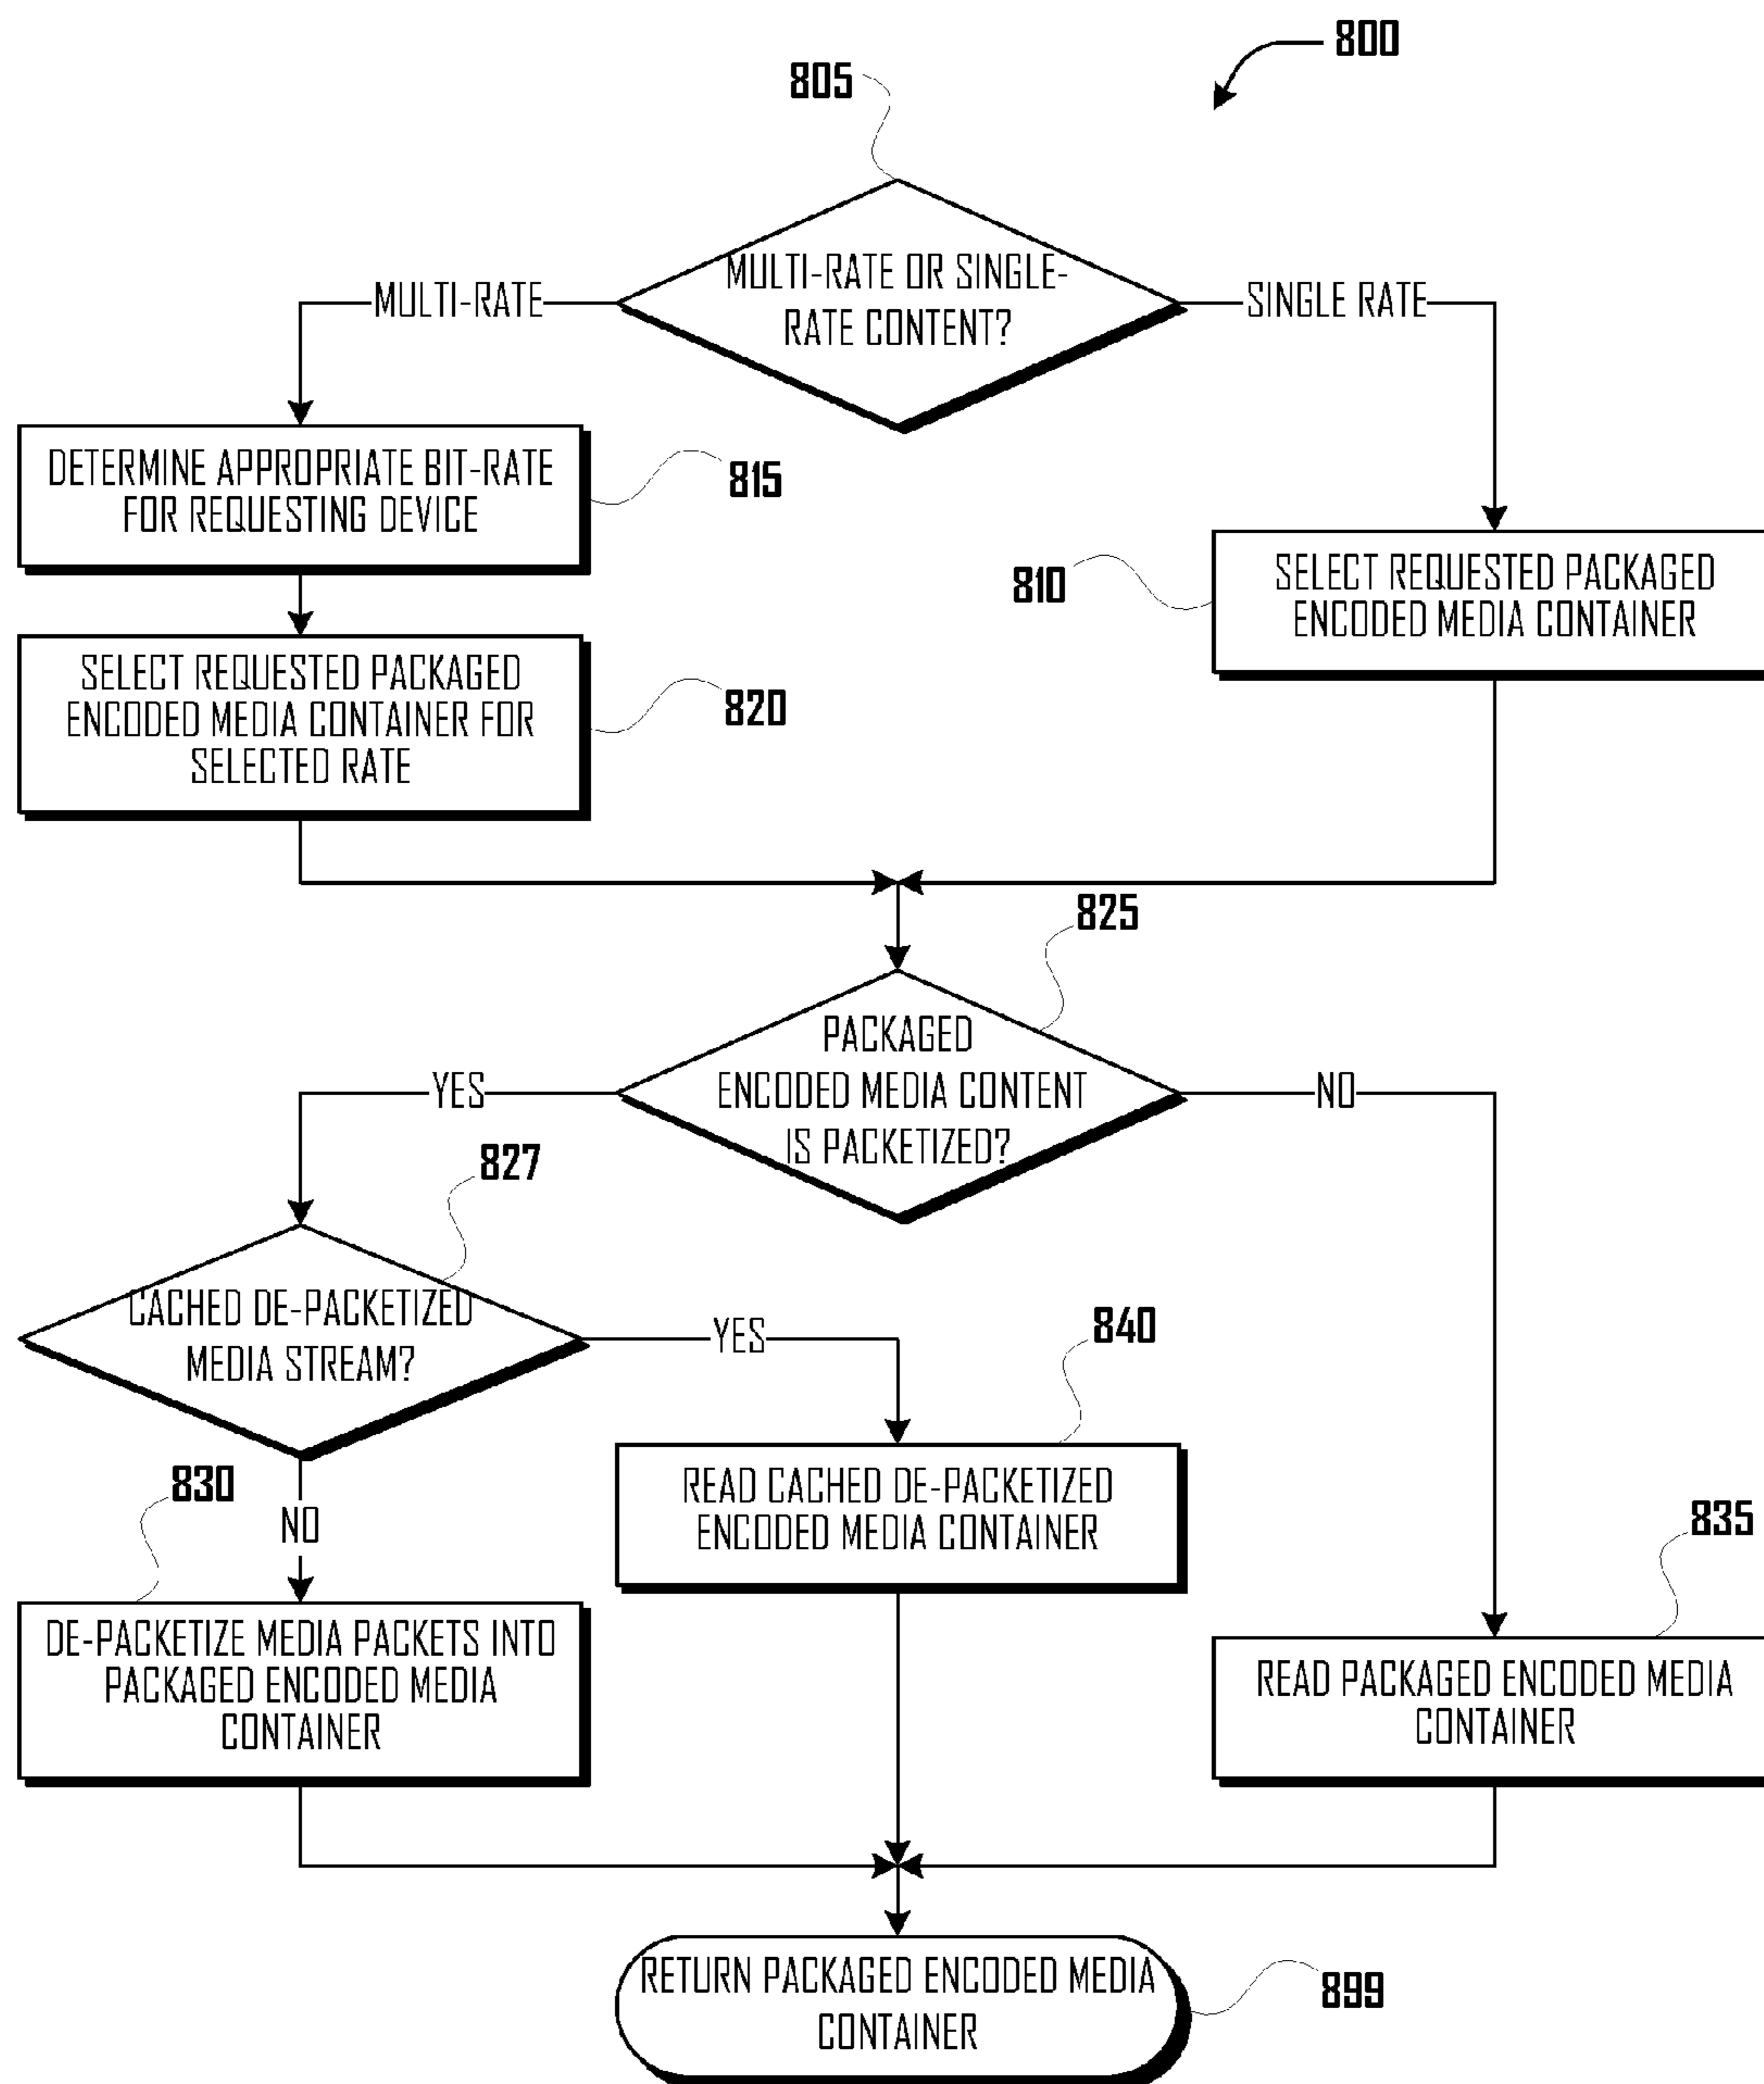 800
805
MULTI-RATE OR SINGLE-
RATE CONTENT?
MULTI-RATE
SINGLE RATE
DETERMINE APPROPRIATE BIT-RATE
FOR REQUESTING DEVICE
815
810
SELECT REQUESTED PACKAGED
ENCODED MEDIA CONTAINER
SELECT REQUESTED PACKAGED
ENCODED MEDIA CONTAINER FOR
SELECTED RATE
820
825
PACKAGED
ENCODED MEDIA CONTENT
IS PACKETIZED?
YES
NO
827
CACHED DE-PACKETIZED
MEDIA STREAM?
YES
840
830
NO
READ CACHED DE-PACKETIZED
ENCODED MEDIA CONTAINER
835
DE-PACKETIZE MEDIA PACKETS INTO
PACKAGED ENCODED MEDIA
CONTAINER
READ PACKAGED ENCODED MEDIA
CONTAINER
RETURN PACKAGED ENCODED MEDIA
CONTAINER
899